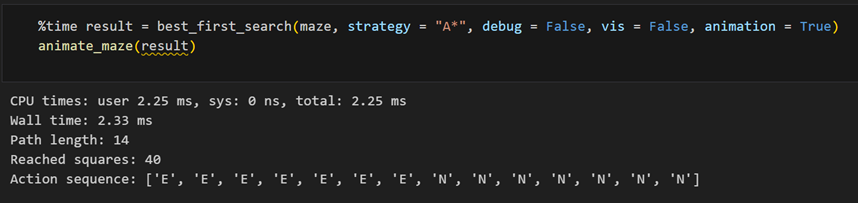 %time result = best_first_search(maze, strategy = "A*", debug = False, vis = False, animation = True)
animate_maze(result)
CPU times: user 2.25 ms, sys: 0 ns, total: 2.25 ms
Wall time: 2.33 ms
Path length: 14
Reached squares: 40
Action sequence: ['E', 'E', 'E', 'E', 'E', 'E', 'E', 'N', 'N', 'N', 'N', 'N', 'N', 'N']